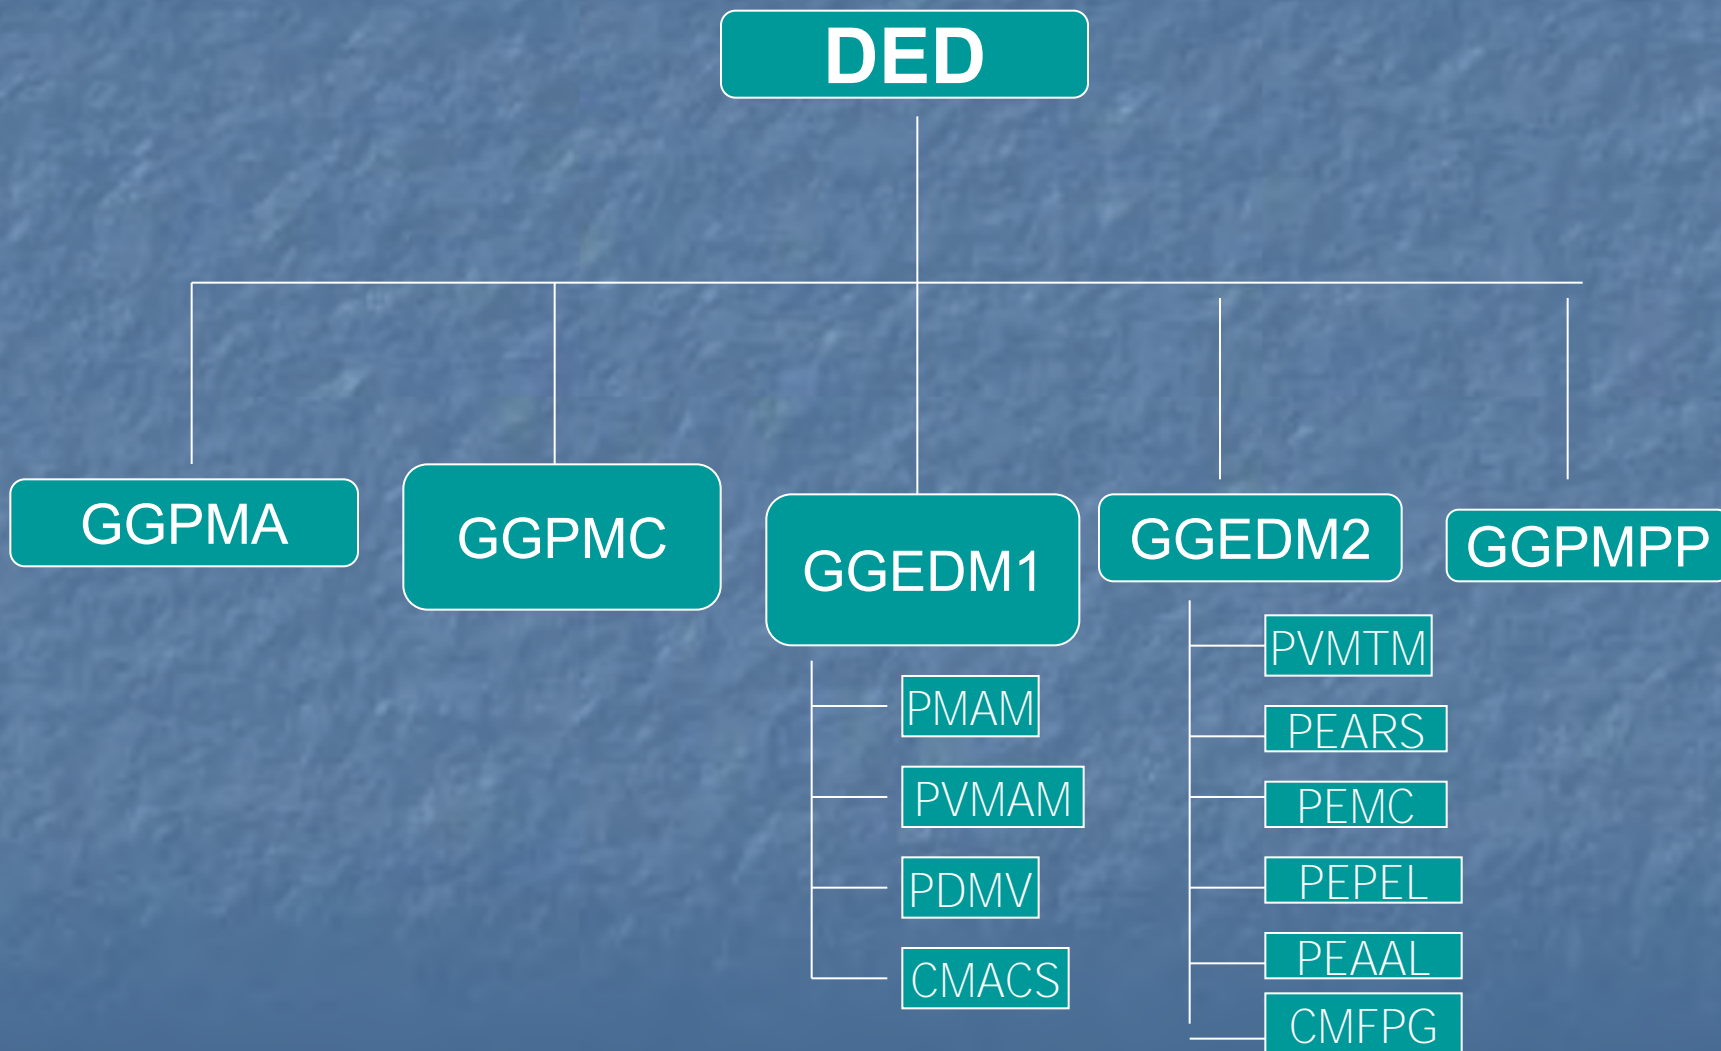 DED
GGPMA
GGPMC
GGEDM1
GGEDM2
GGPMPP
PMAM
PVMAM
PDMV
CMACS
PVMTM
PEARS
PEMC
PEPEL
PEAAL
CMFPG